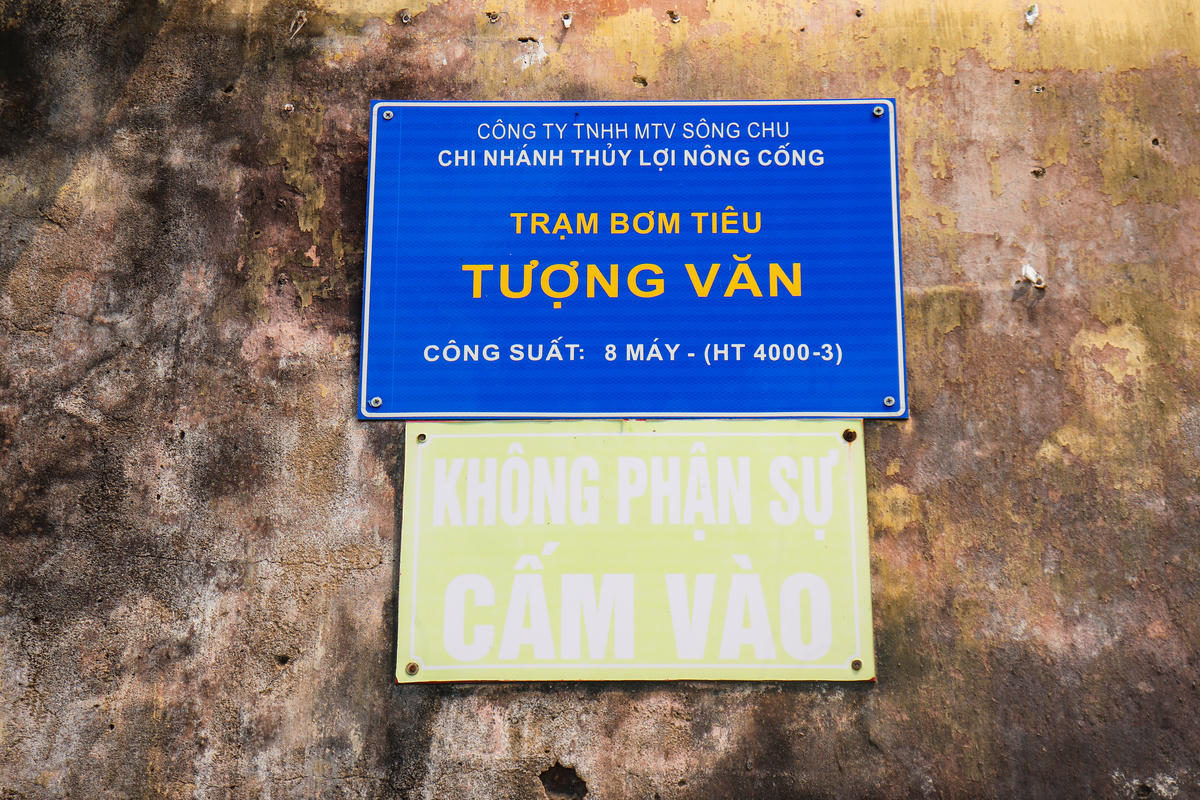 CÔNG TY TNHH MTV SÔNG CHU
CHI NHÁNH THỦY LỢI NÔNG CỐNG
TRẠM BƠM TIÊU
TƯỢNG VĂN
CÔNG SUẤT: 8 MÁY - (HT 4000-3)
KHÔNG PHẬN SỰ
CẤM VÀO